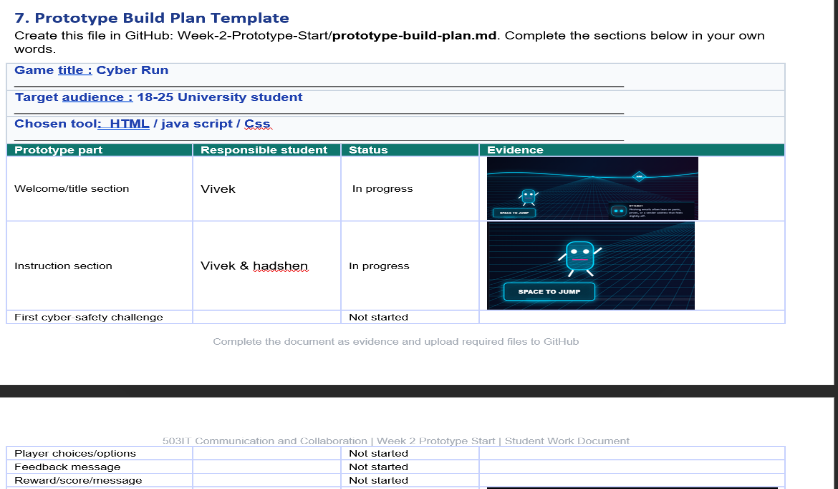 7. Prototype Build Plan Template
Create this file in GitHub: Week-2-Prototype-Start/prototype-build-plan.md. Complete the sections below in your own
words.
Game title : Cyber Run
Target audience : 18-25 University student
Chosen tool: HTML / java script / Css
Prototype part Responsible student Status Evidence
Welcome/title section Vivek In progress
SPACE TO JUMP
Instruction section Vivek & hadshen In progress
SPACE TO JUMP
First cyber-safety challenge Not started
Complete the document as evidence and upload required files to GitHub
503IT Communication and Collaboration | Week 2 Prototype Start | Student Work Document
Player choices/options Not started
Feedback message Not started
Reward/score/message Not started